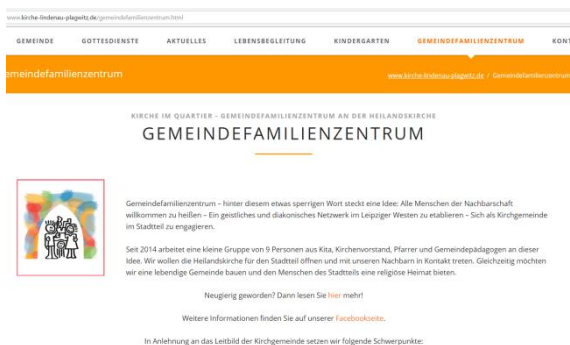 www.kirche-lindenau-plagwitz.de/gemeindefamilienzentrum.html
GEMEINDE GOTTESDIENSTE AKTUELLES LEBENSBEGLEITUNG KINDERGARTEN GEMEINDEFAMILIENZENTRUM KONT
emeindefamilienzentrum www.kirche-lindenau-plagwitz.de / Gemeindefamilienzentrum
KIRCHE IM QUARTIER - GEMEINDEFAMILIENZENTRUM AN DER HEILANDSKIRCHE
GEMEINDEFAMILIENZENTRUM
Gemeindefamilienzentrum – hinter diesem etwas sperrigen Wort steckt eine Idee: Alle Menschen der Nachbarschaft
willkommen zu heißen – Ein geistliches und diakonisches Netzwerk im Leipziger Westen zu etablieren – Sich als Kirchgemeinde
im Stadtteil zu engagieren.
Seit 2014 arbeitet eine kleine Gruppe von 9 Personen aus Kita, Kirchenvorstand, Pfarrer und Gemeindepädagogen an dieser
Idee. Wir wollen die Heilandskirche für den Stadtteil öffnen und mit unseren Nachbarn in Kontakt treten. Gleichzeitig möchten
wir eine lebendige Gemeinde bauen und den Menschen des Stadtteils eine religiöse Heimat bieten.
Neugierig geworden? Dann lesen Sie hier mehr!
Weitere Informationen finden Sie auf unserer Facebookseite.
In Anlehnung an das Leitbild der Kirchgemeinde setzen wir folgende Schwerpunkte: